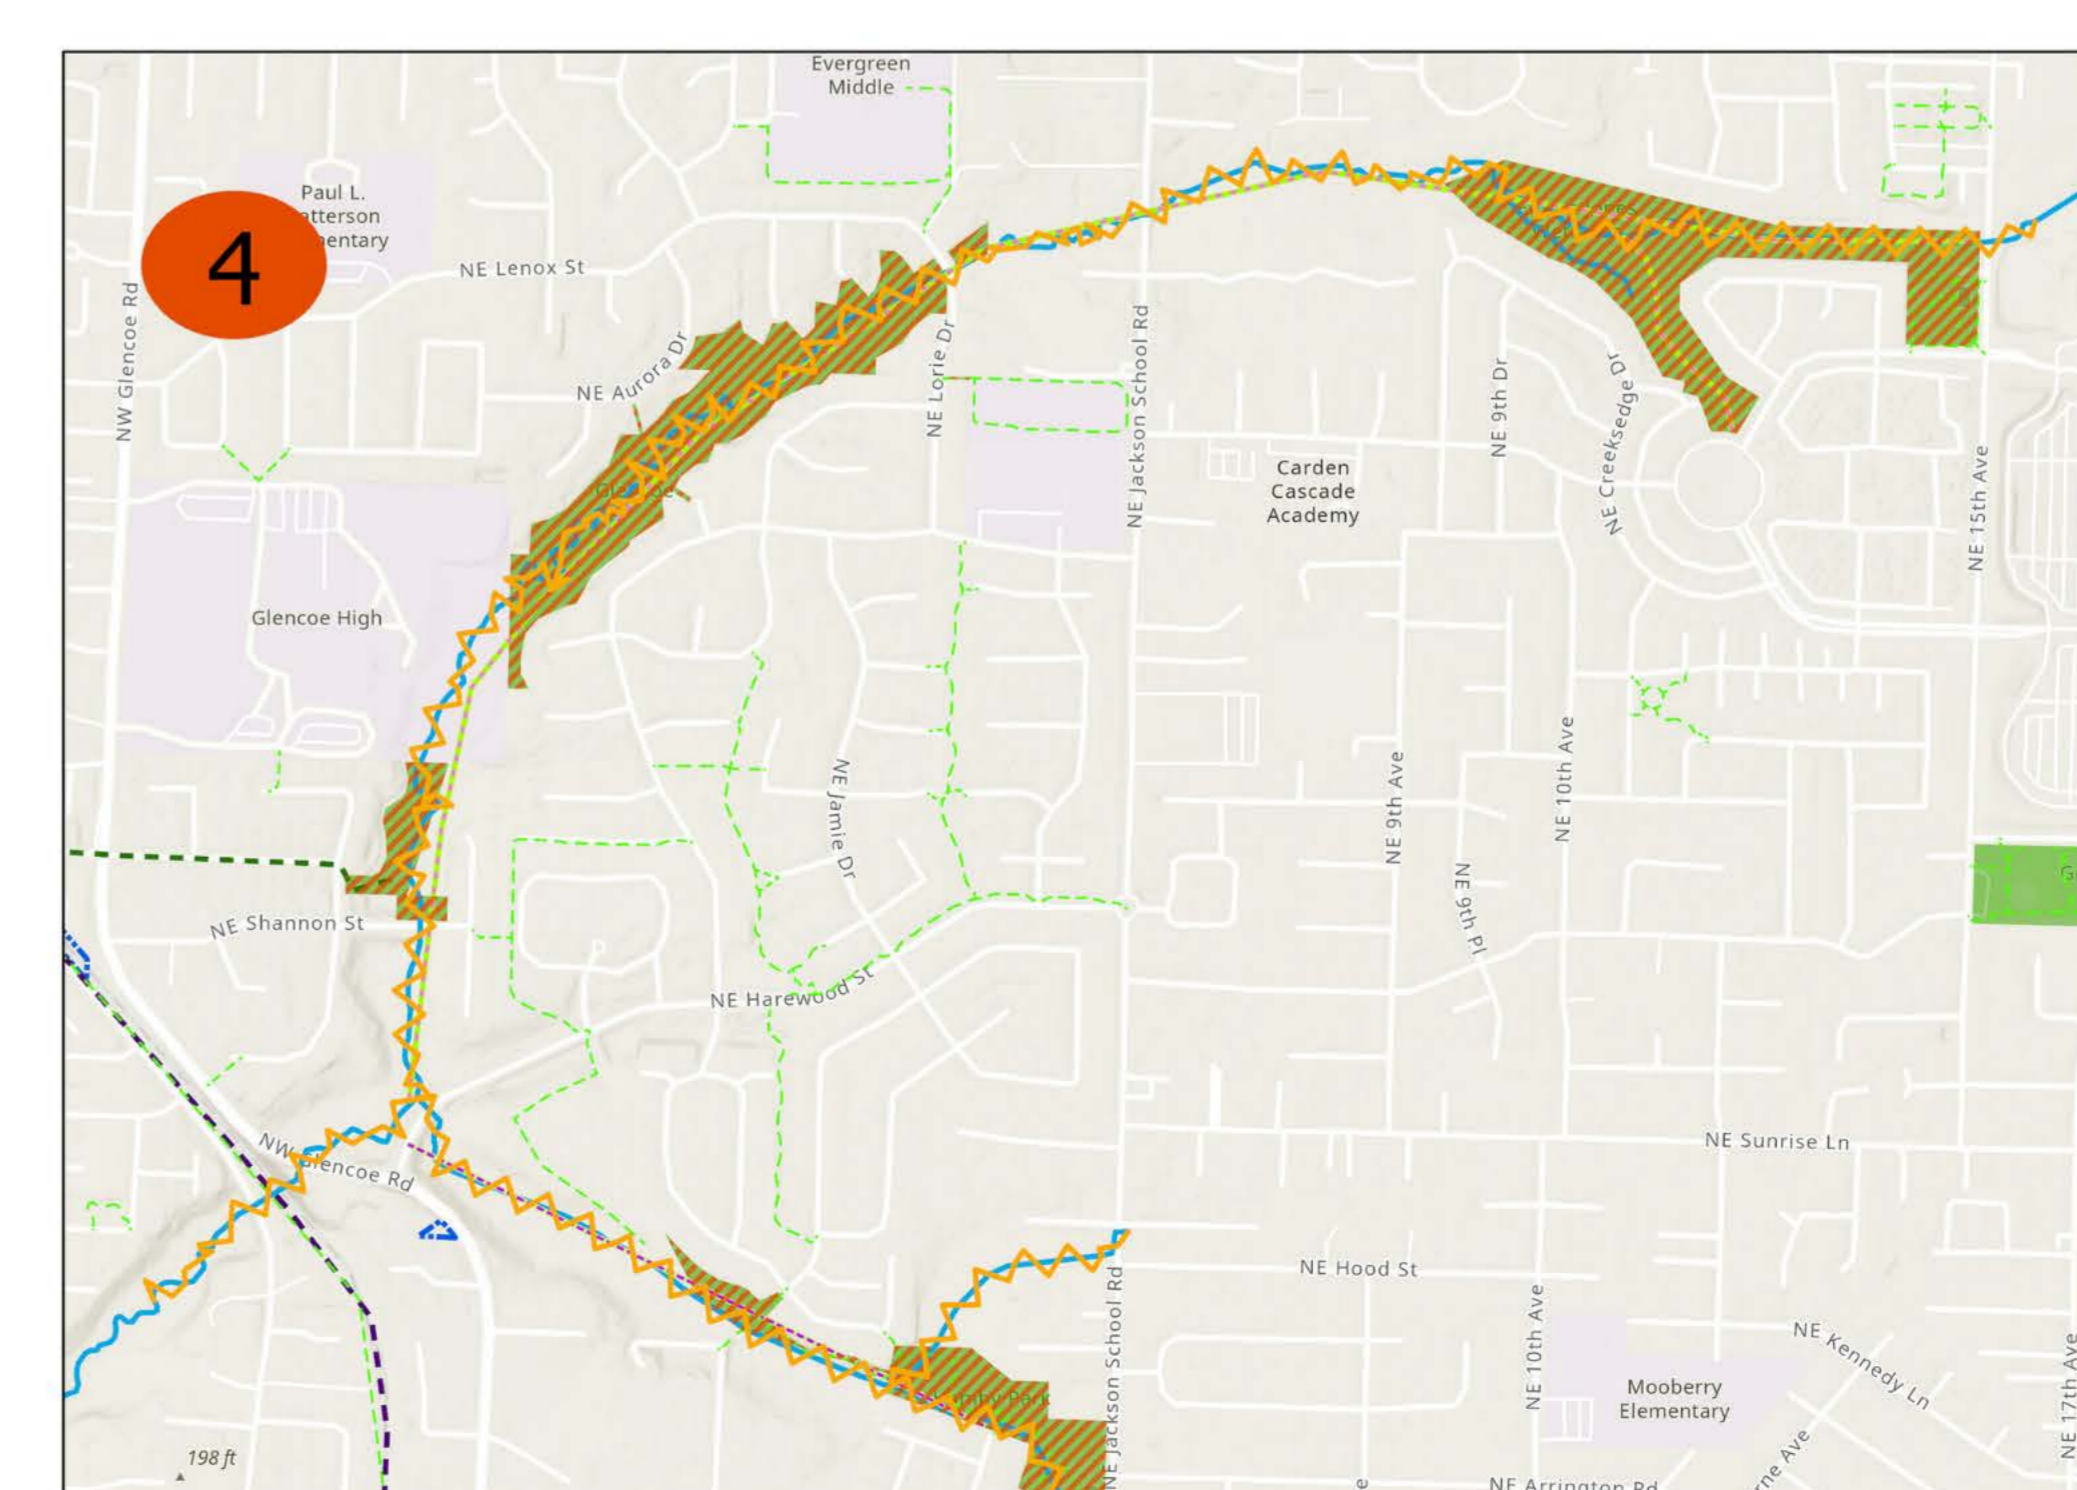 Evergreen
Middle
Paul L.
4
NE Lenox St
NW Glencoe Rd
NE Aurora Dr
NE Lorie Dr
NE Jackson School Rd
NE 9th Dr
NE Creeksedge Dr
Carden
Cascade
Academy
NE 15th Ave
Glencoe High
NE Jamie Dr
NE 9th Ave
NE 10th Ave
NE 9th Pl
NE Shannon St
NE Harewood St
NW Glencoe Rd
NE Sunrise Ln
NE Hood St
NE Jackson School Rd
NE 10th Ave
NE Kennedy Ln
Mooberry
Elementary
NE 17th Ave
198 ft
NE Arrington Rd